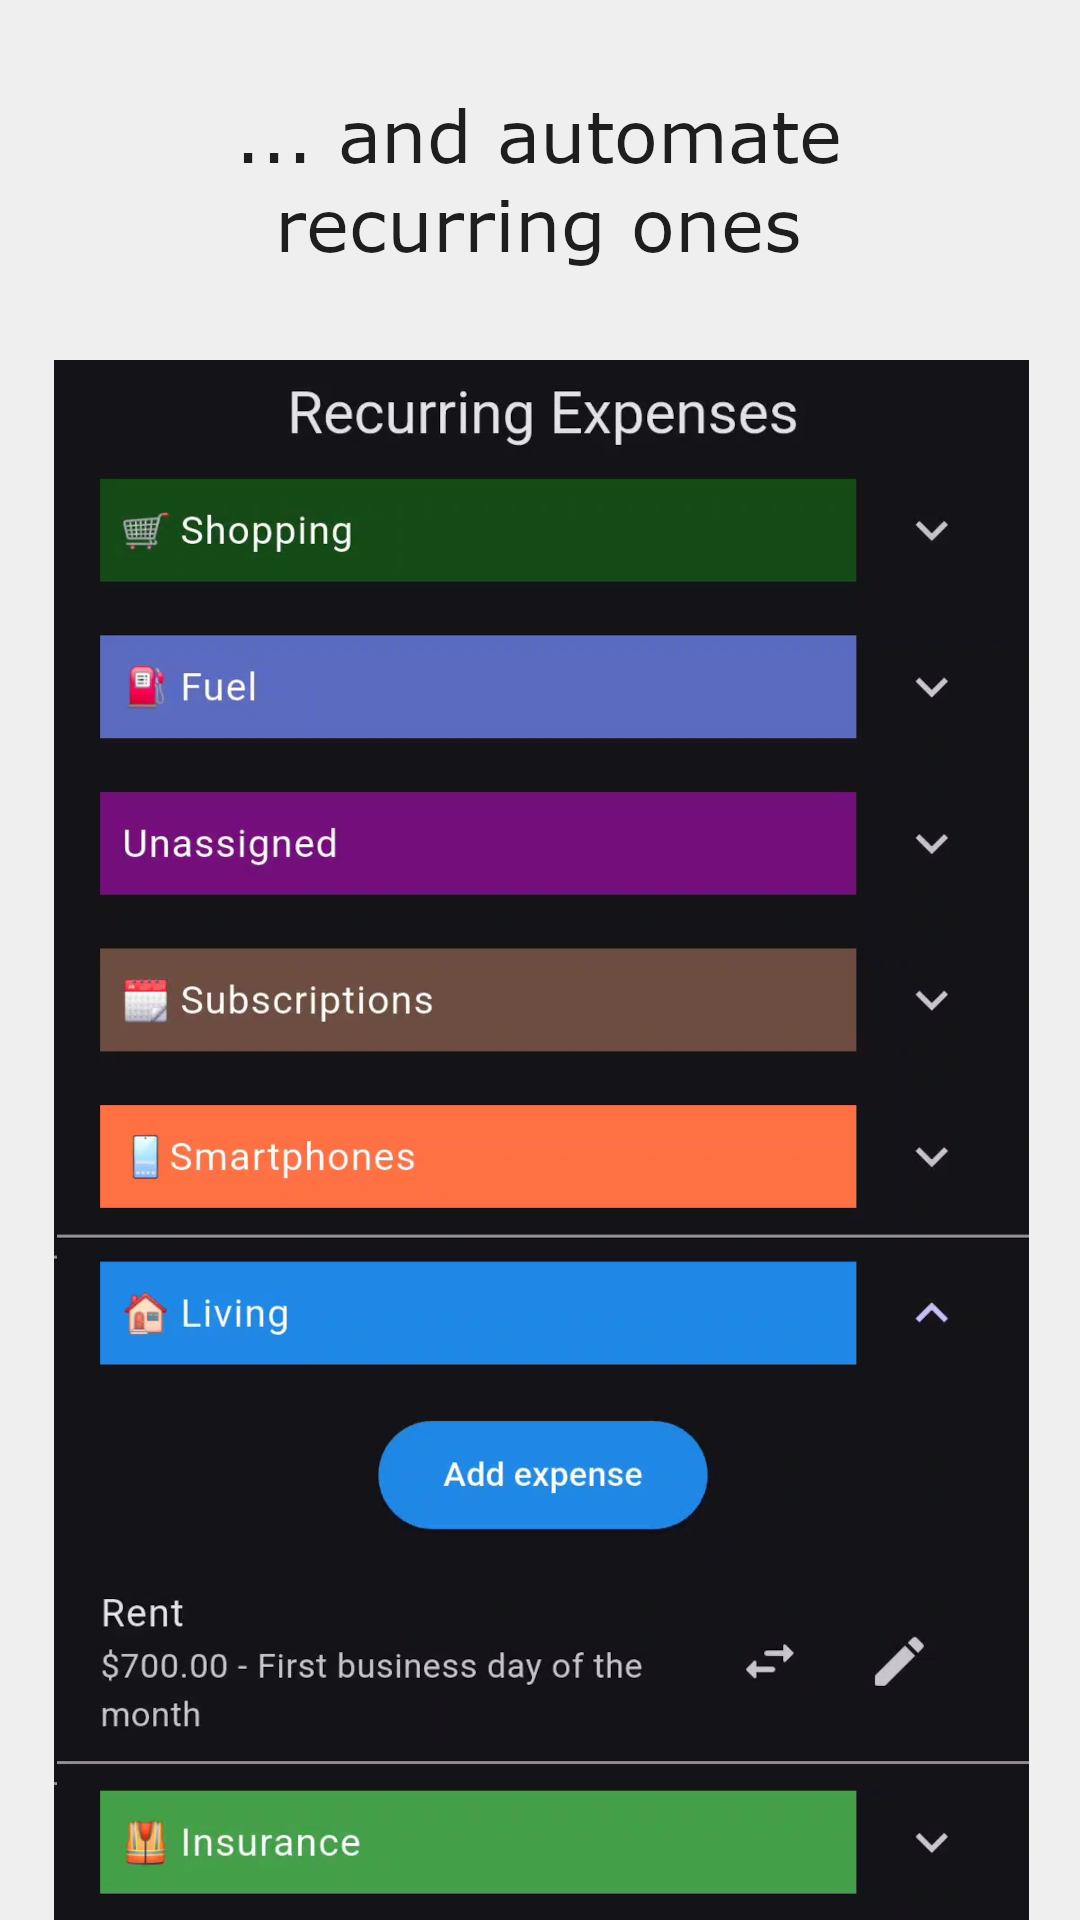 ... and automate
recurring ones
Recurring Expenses
Shopping
Fuel
Unassigned
Subscriptions
Smartphones
Living
Add expense
Rent
$700.00 - First business day of the
month
Insurance